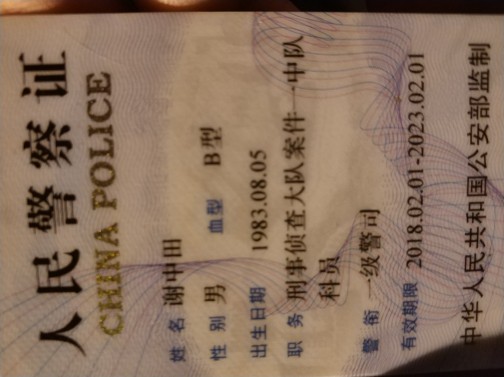 人民警察证
CHINA POLICE
姓名 谢中田
性别 男 血型 B型
出生日期 1983.08.05
职务 刑事侦查大队案件一中队
科员
警衔 一级警司
有效期限 2018.02.01-2023.02.01
中华人民共和国公安部监制